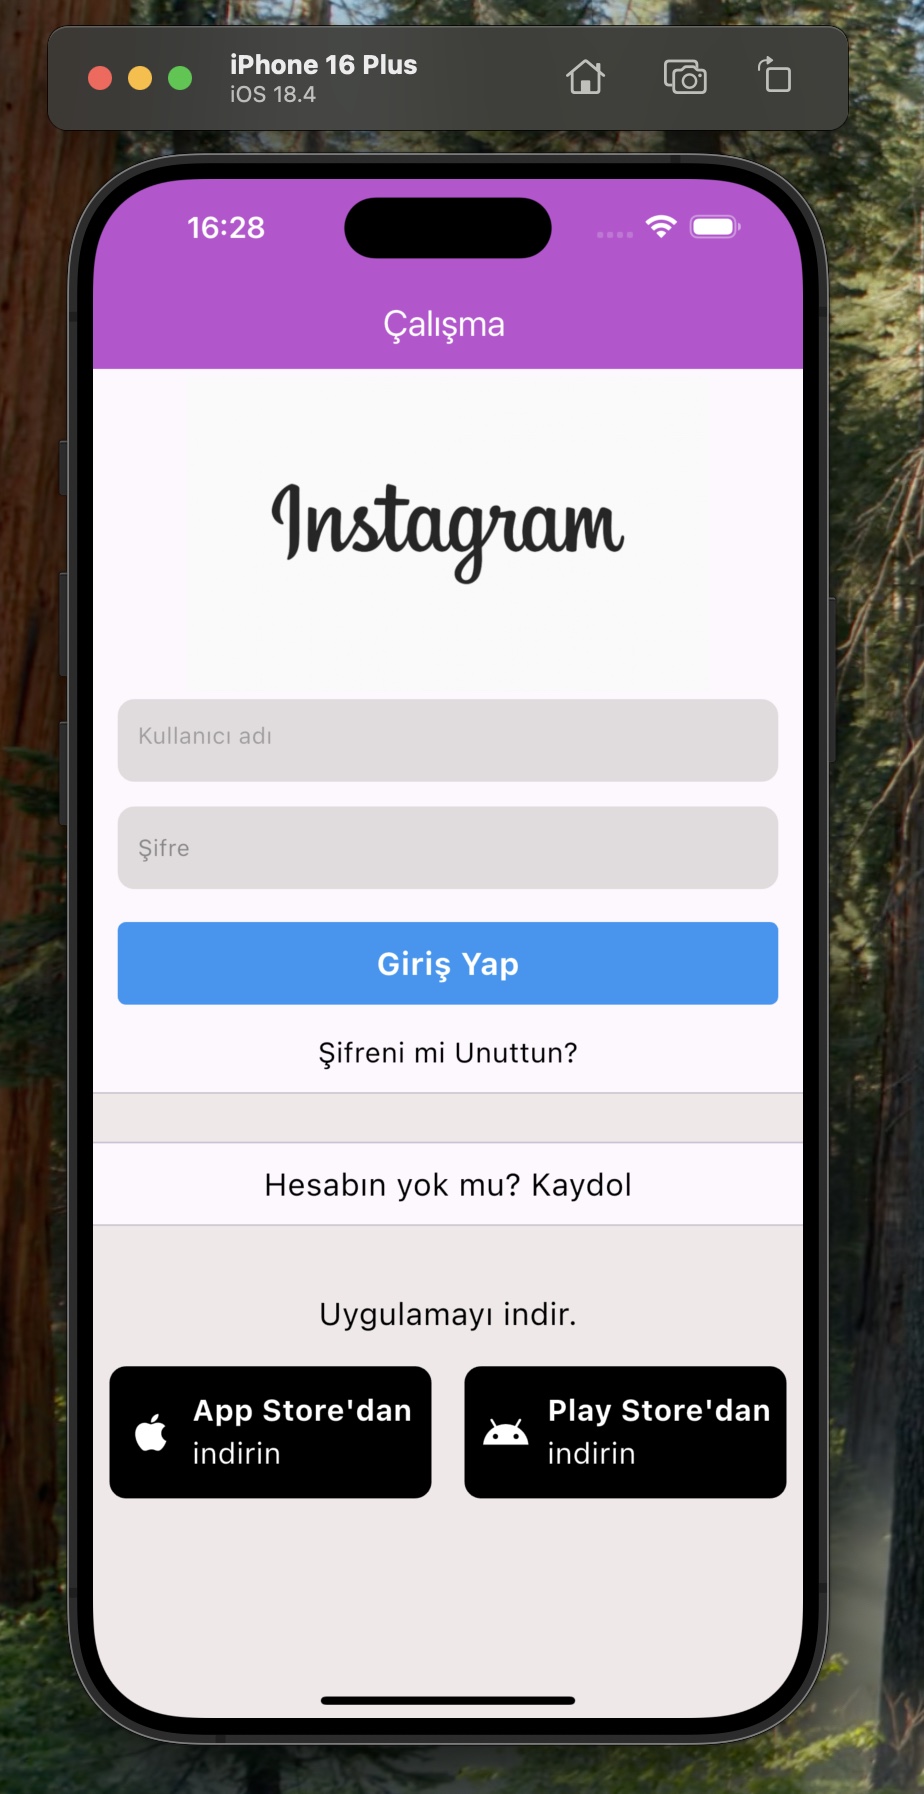 iPhone 16 Plus
iOS 18.4
16:28
Çalışma
Instagram
Kullanıcı adı
Şifre
Giriş Yap
Şifreni mi Unuttun?
Hesabın yok mu? Kaydol
Uygulamayı indir.
App Store'dan
indirin
Play Store'dan
indirin